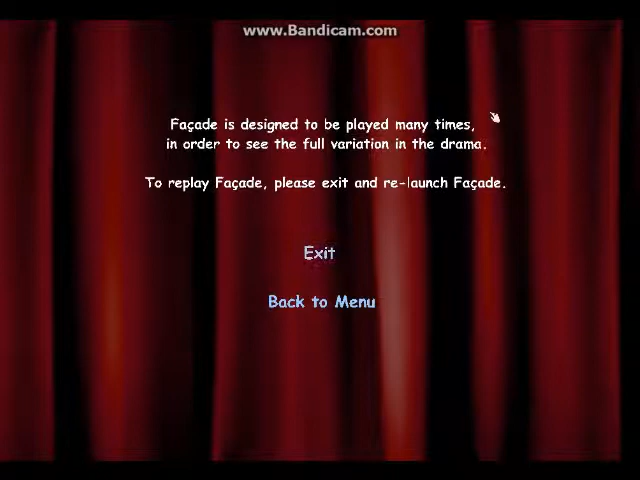 www.Bandicam.com
Façade is designed to be played many times,
in order to see the full variation in the drama.
To replay Façade, please exit and re-launch Façade.
Exit
Back to Menu